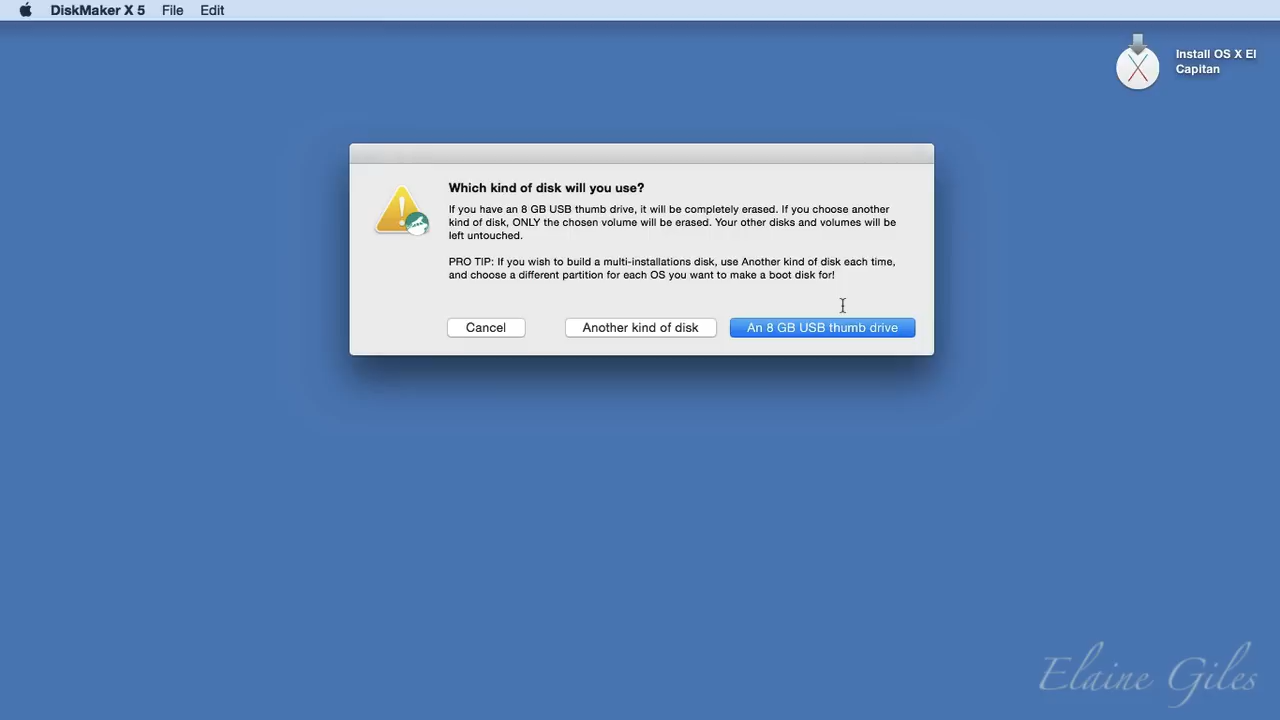 DiskMaker X 5 File Edit
Install OS X El
Capitan
Which kind of disk will you use?
If you have an 8 GB USB thumb drive, it will be completely erased. If you choose another
kind of disk, ONLY the chosen volume will be erased. Your other disks and volumes will be
left untouched.
PRO TIP: If you wish to build a multi-installations disk, use Another kind of disk each time,
and choose a different partition for each OS you want to make a boot disk for!
Cancel Another kind of disk An 8 GB USB thumb drive
Elaine Giles